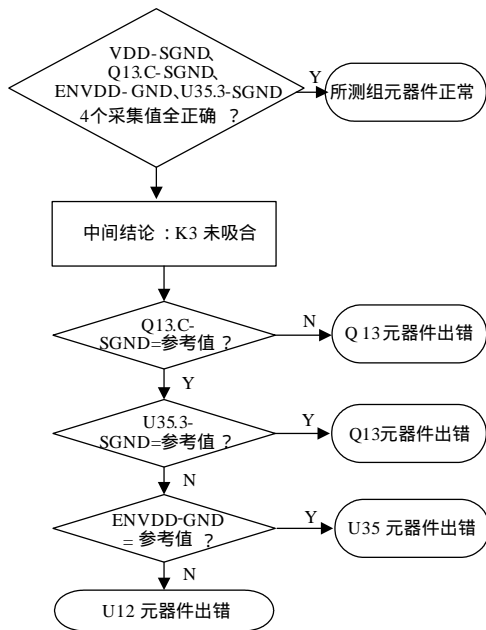 VDD-SGND、
Q13.C-SGND、
ENVDD-GND、U35.3-SGND
4个采集值全正确 ？
Y
所测组元器件正常
中间结论 ：K3 未吸合
Q13.C-
SGND=参考值 ？
N
Q 13元器件出错
Y
U35.3-
SGND=参考值 ？
Y
Q13元器件出错
N
ENVDD-GND
= 参考值 ？
Y
U35 元器件出错
N
U12 元器件出错